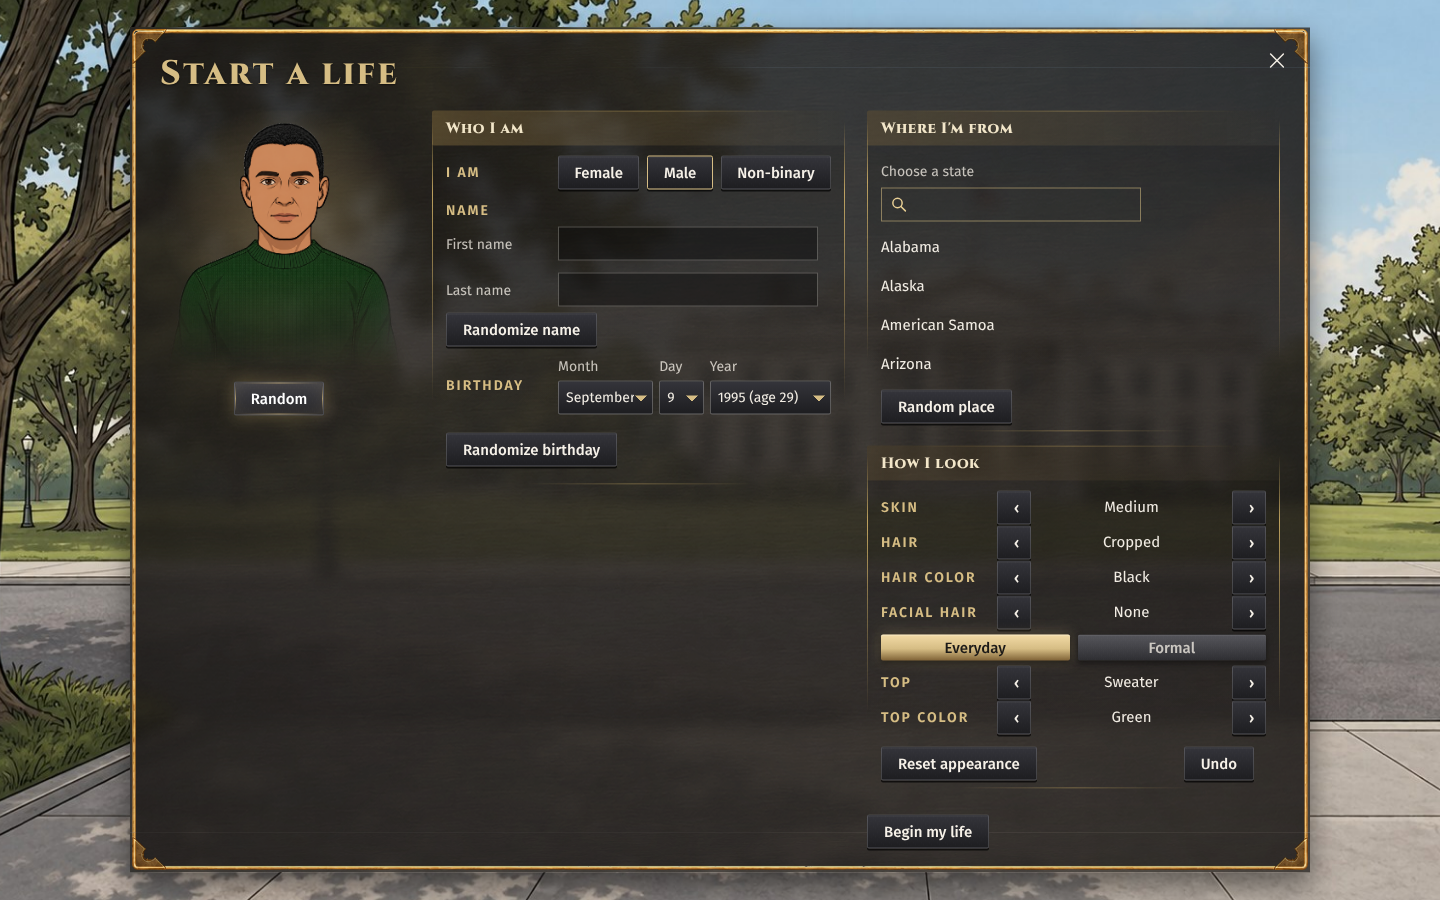 START A LIFE
WHO I AM
I AM
Female
Male
Non-binary
NAME
First name
Last name
Randomize name
Month
Day
Year
BIRTHDAY
September
9
1995 (age 29)
Randomize birthday
Random
WHERE I'M FROM
Choose a state
Alabama
Alaska
American Samoa
Arizona
Random place
HOW I LOOK
SKIN
‹
Medium
›
HAIR
‹
Cropped
›
HAIR COLOR
‹
Black
›
FACIAL HAIR
‹
None
›
Everyday
Formal
TOP
‹
Sweater
›
TOP COLOR
‹
Green
›
Reset appearance
Undo
Begin my life